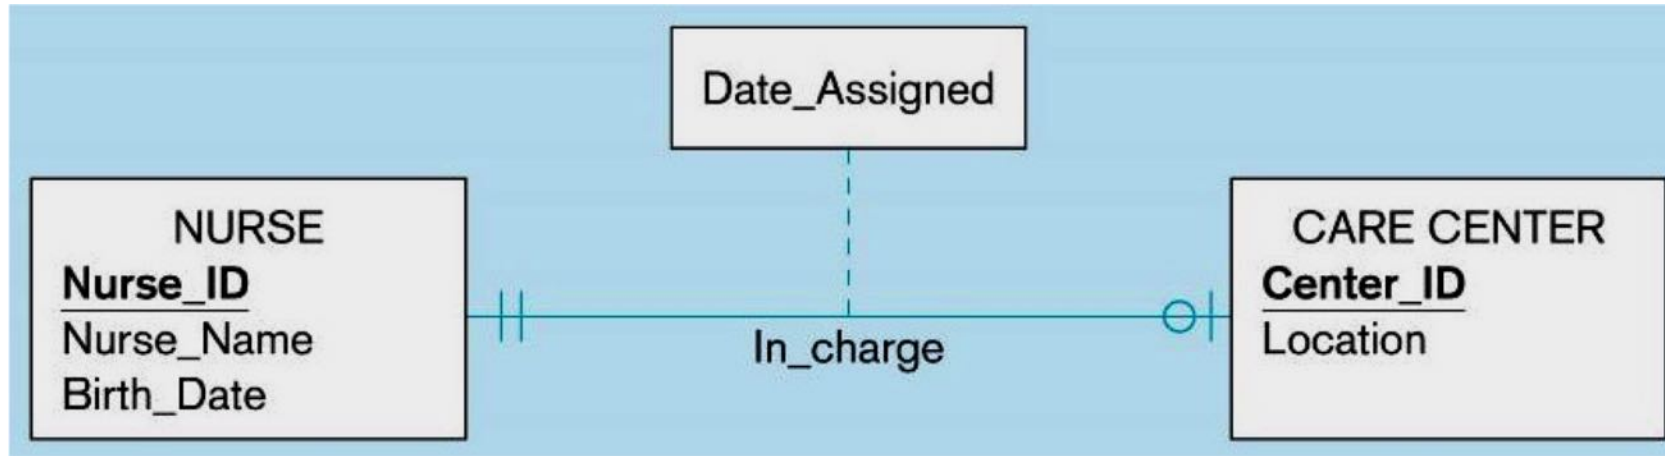 Date_Assigned
NURSE
Nurse_ID
Nurse_Name
Birth_Date
In_charge
CARE CENTER
Center_ID
Location